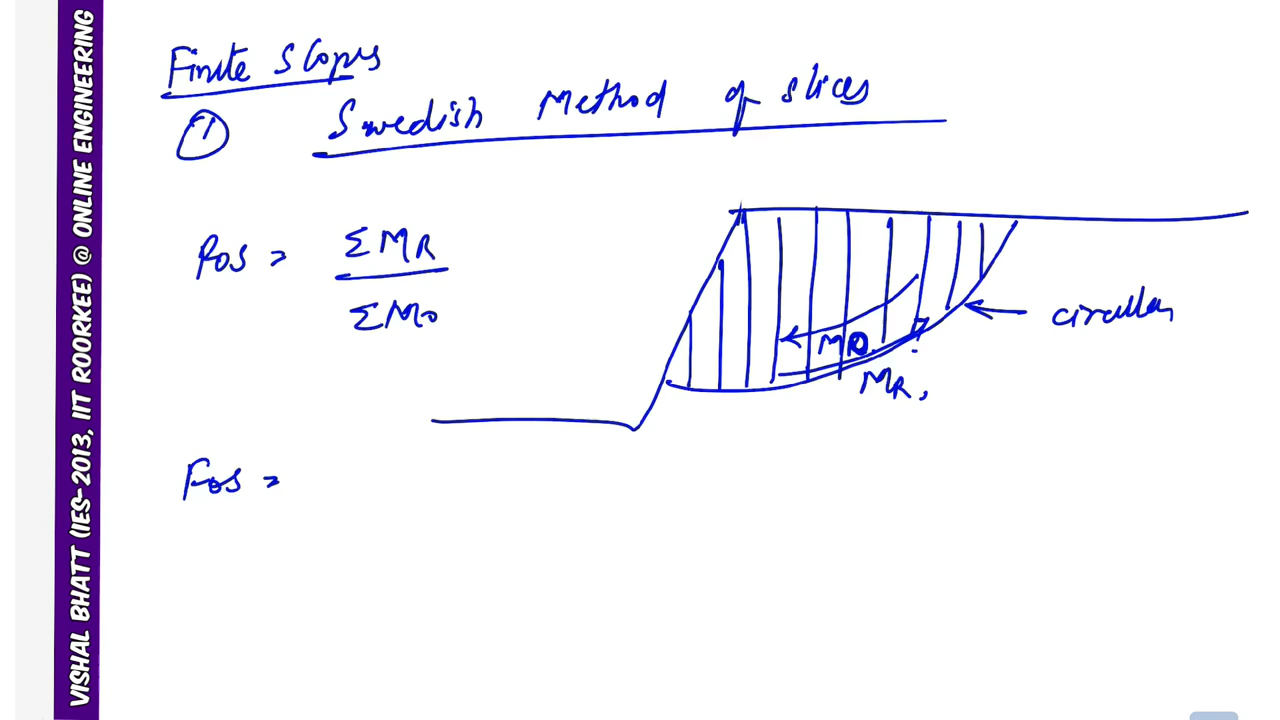 VISHAL BHATT (IES-2013, IIT ROORKEE) @ ONLINE ENGINEERING
Finite Slopes
① Swedish Method of slices
FOS = ΣMR
ΣMo
circular
MO
MR,
FOS =